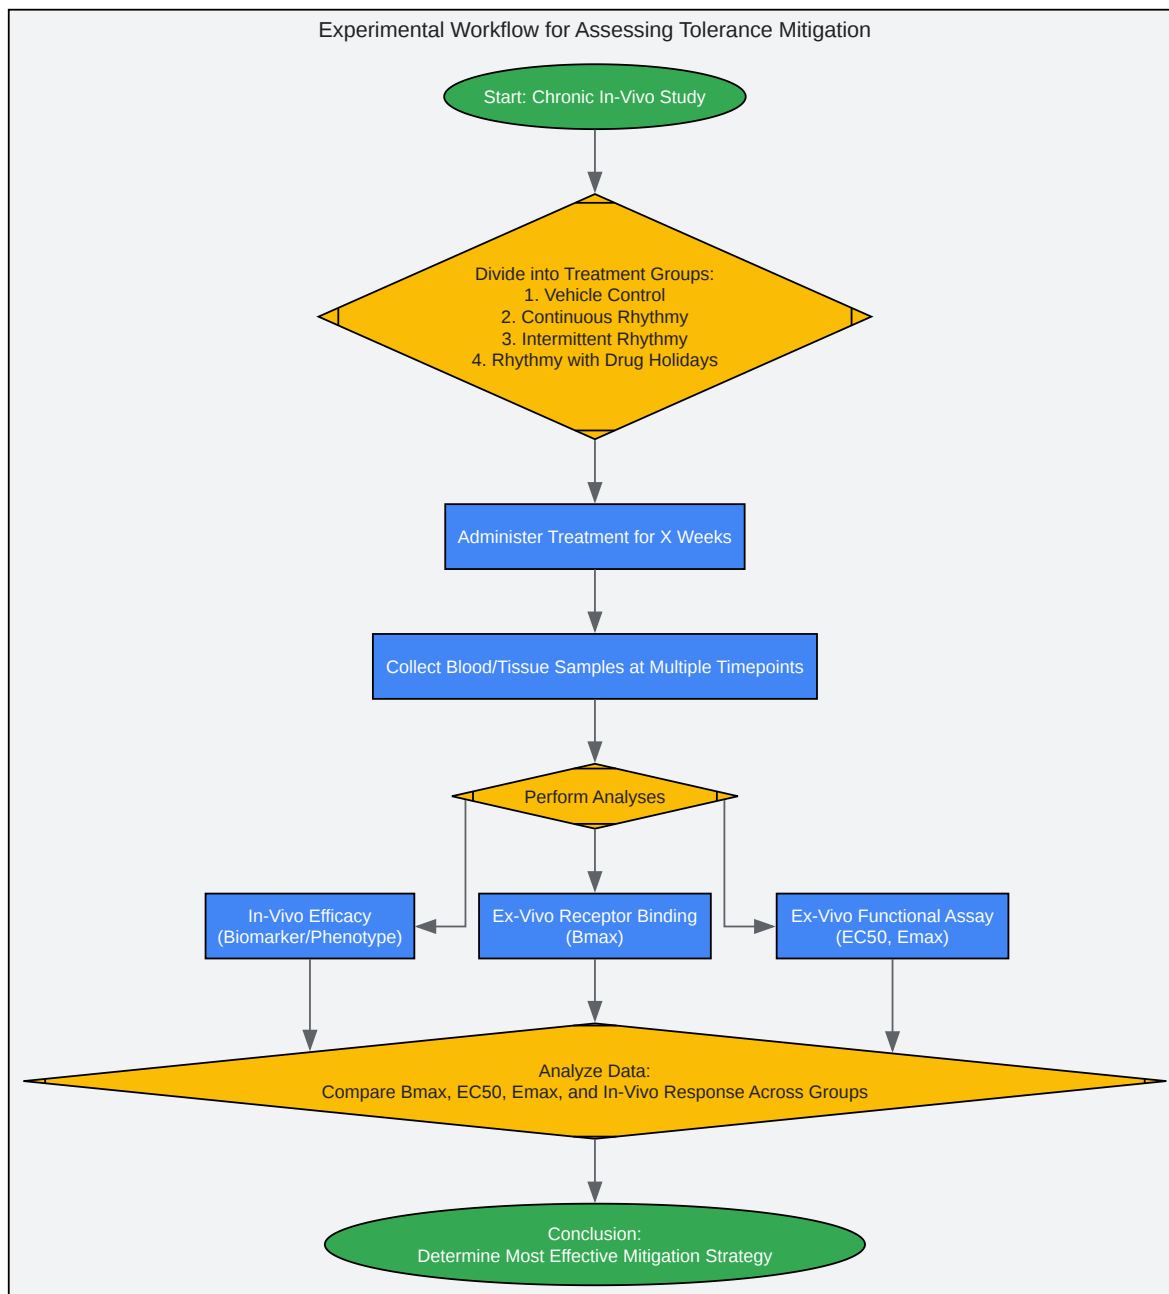 Experimental Workflow for Assessing Tolerance Mitigation
Start: Chronic In-Vivo Study
Divide into Treatment Groups:
1. Vehicle Control
2. Continuous Rhythmy
3. Intermittent Rhythmy
4. Rhythmy with Drug Holidays
Administer Treatment for X Weeks
Collect Blood/Tissue Samples at Multiple Timepoints
Perform Analyses
In-Vivo Efficacy
(Biomarker/Phenotype)
Ex-Vivo Receptor Binding
(Bmax)
Ex-Vivo Functional Assay
(EC50, Emax)
Analyze Data:
Compare Bmax, EC50, Emax, and In-Vivo Response Across Groups
Conclusion:
Determine Most Effective Mitigation Strategy